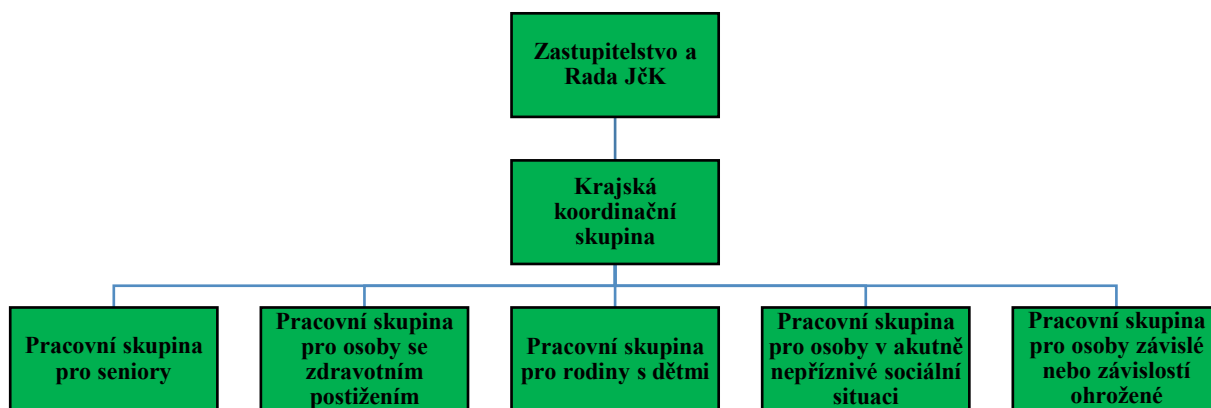 Zastupitelstvo a
Rada JčK
Krajská
koordinační
skupina
Pracovní skupina
pro seniory
Pracovní skupina
pro osoby se
zdravotním
postižením
Pracovní skupina
pro rodiny s dětmi
Pracovní skupina
pro osoby v akutně
nepříznivé sociální
situaci
Pracovní skupina
pro osoby závislé
nebo závislostí
ohrožené